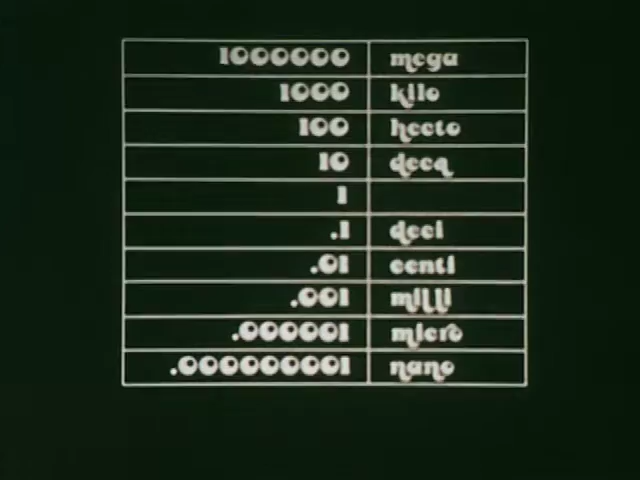 1000000 mega
1000 kilo
100 hecto
10 deca
1
.1 deci
.01 centi
.001 milli
.000001 micro
.000000001 nano